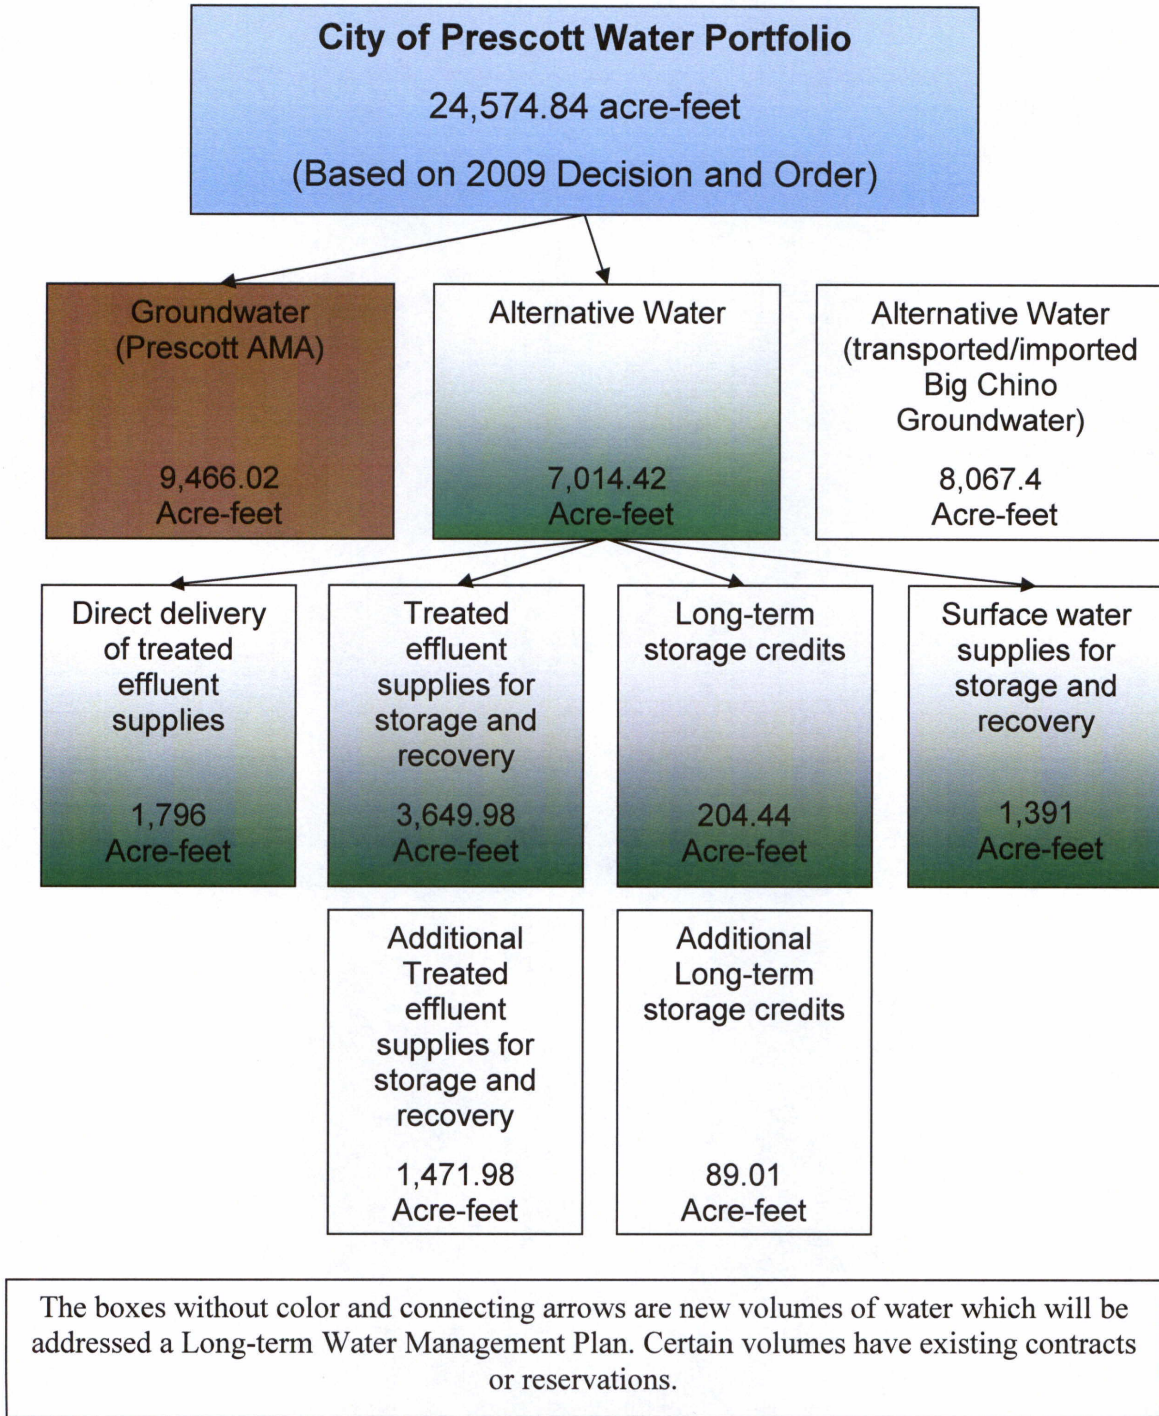 City of Prescott Water Portfolio
24,574.84 acre-feet
(Based on 2009 Decision and Order)
Groundwater
(Prescott AMA)
9,466.02
Acre-feet
Alternative Water
7,014.42
Acre-feet
Alternative Water
(transported/imported
Big Chino
Groundwater)
8,067.4
Acre-feet
Direct delivery
of treated
effluent
supplies
1,796
Acre-feet
Treated
effluent
supplies for
storage and
recovery
3,649.98
Acre-feet
Long-term
storage credits
204.44
Acre-feet
Surface water
supplies for
storage and
recovery
1,391
Acre-feet
Additional
Treated
effluent
supplies for
storage and
recovery
1,471.98
Acre-feet
Additional
Long-term
storage credits
89.01
Acre-feet
The boxes without color and connecting arrows are new volumes of water which will be
addressed a Long-term Water Management Plan. Certain volumes have existing contracts
or reservations.